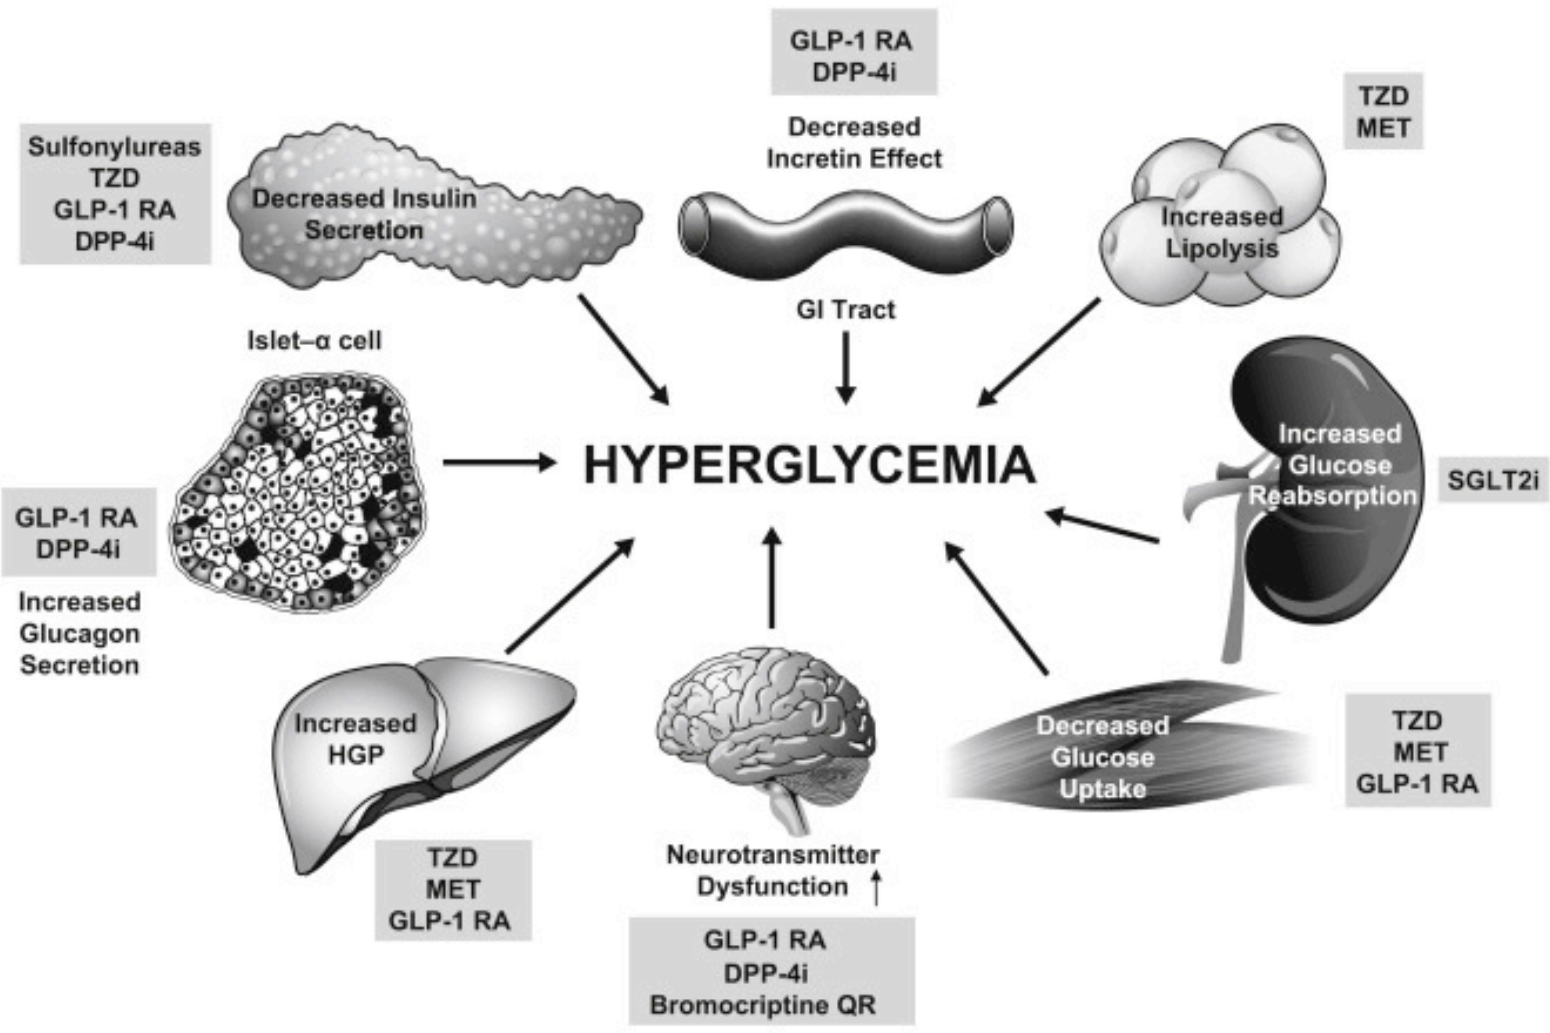 GLP-1 RA
DPP-4i
Decreased
Incretin Effect
GI Tract
TZD
MET
Increased
Lipolysis
Sulfonylureas
TZD
GLP-1 RA
DPP-4i
Decreased Insulin
Secretion
Islet–α cell
GLP-1 RA
DPP-4i
Increased
Glucagon
Secretion
HYPERGLYCEMIA
Increased
Glucose
Reabsorption
SGLT2i
Increased
HGP
TZD
MET
GLP-1 RA
Neurotransmitter
Dysfunction
GLP-1 RA
DPP-4i
Bromocriptine QR
Decreased
Glucose
Uptake
TZD
MET
GLP-1 RA